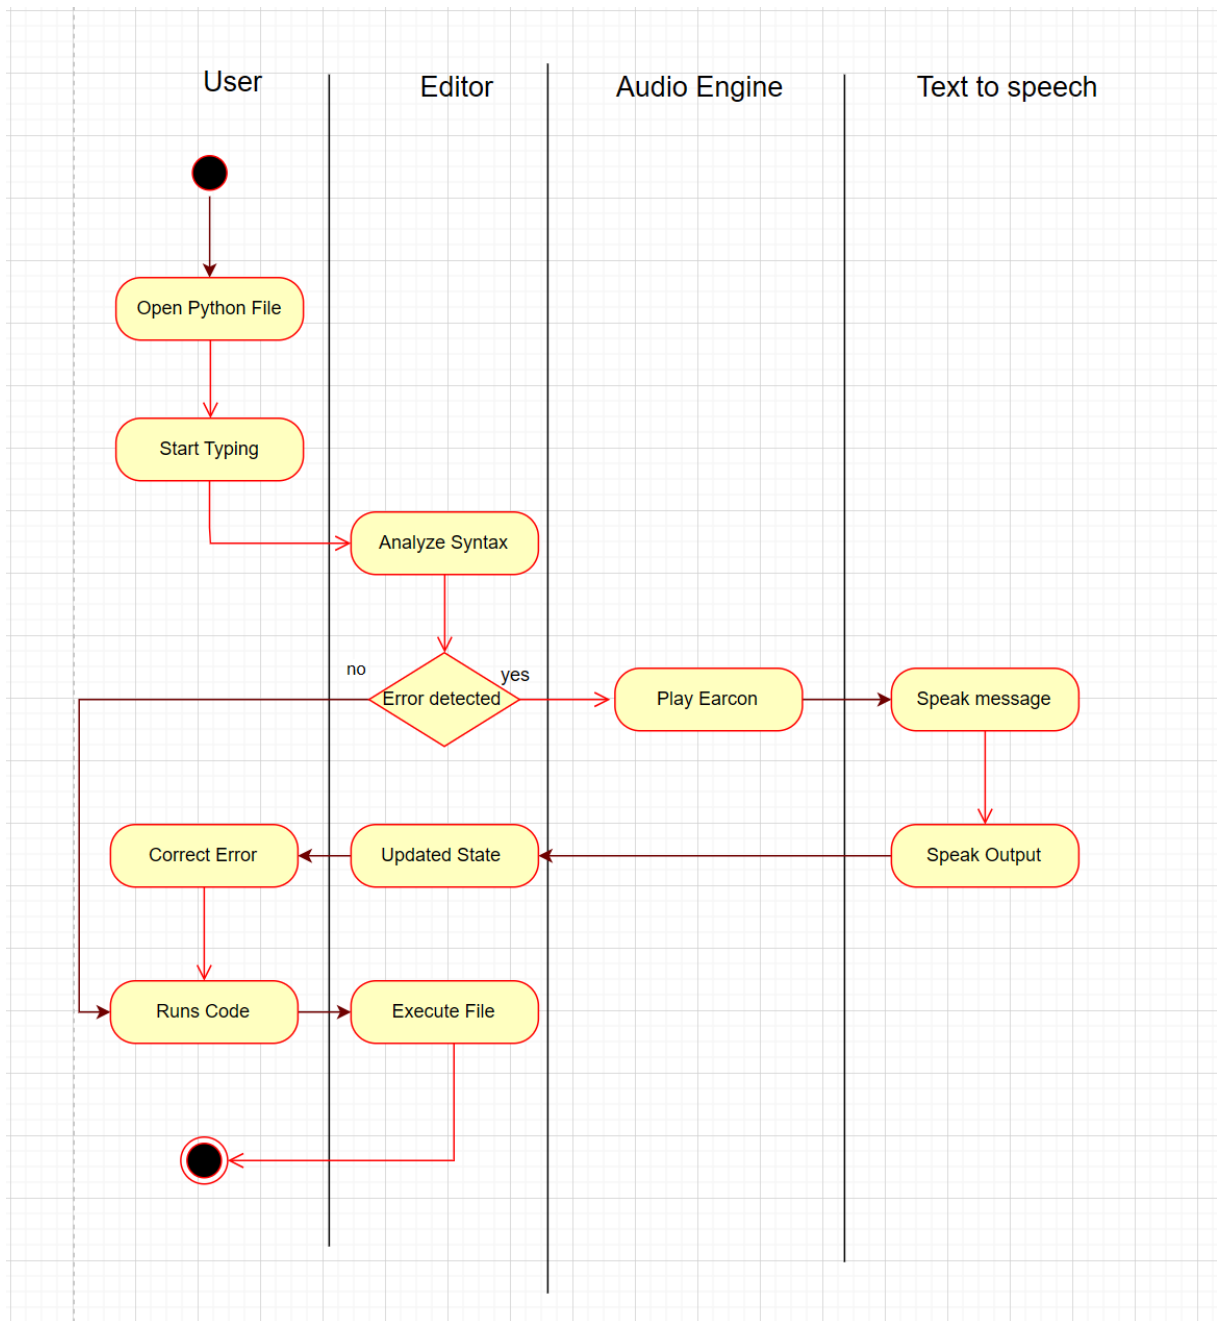 User
Editor
Audio Engine
Text to speech
Open Python File
Start Typing
Analyze Syntax
no
yes
Error detected
Play Earcon
Speak message
Correct Error
Updated State
Speak Output
Runs Code
Execute File